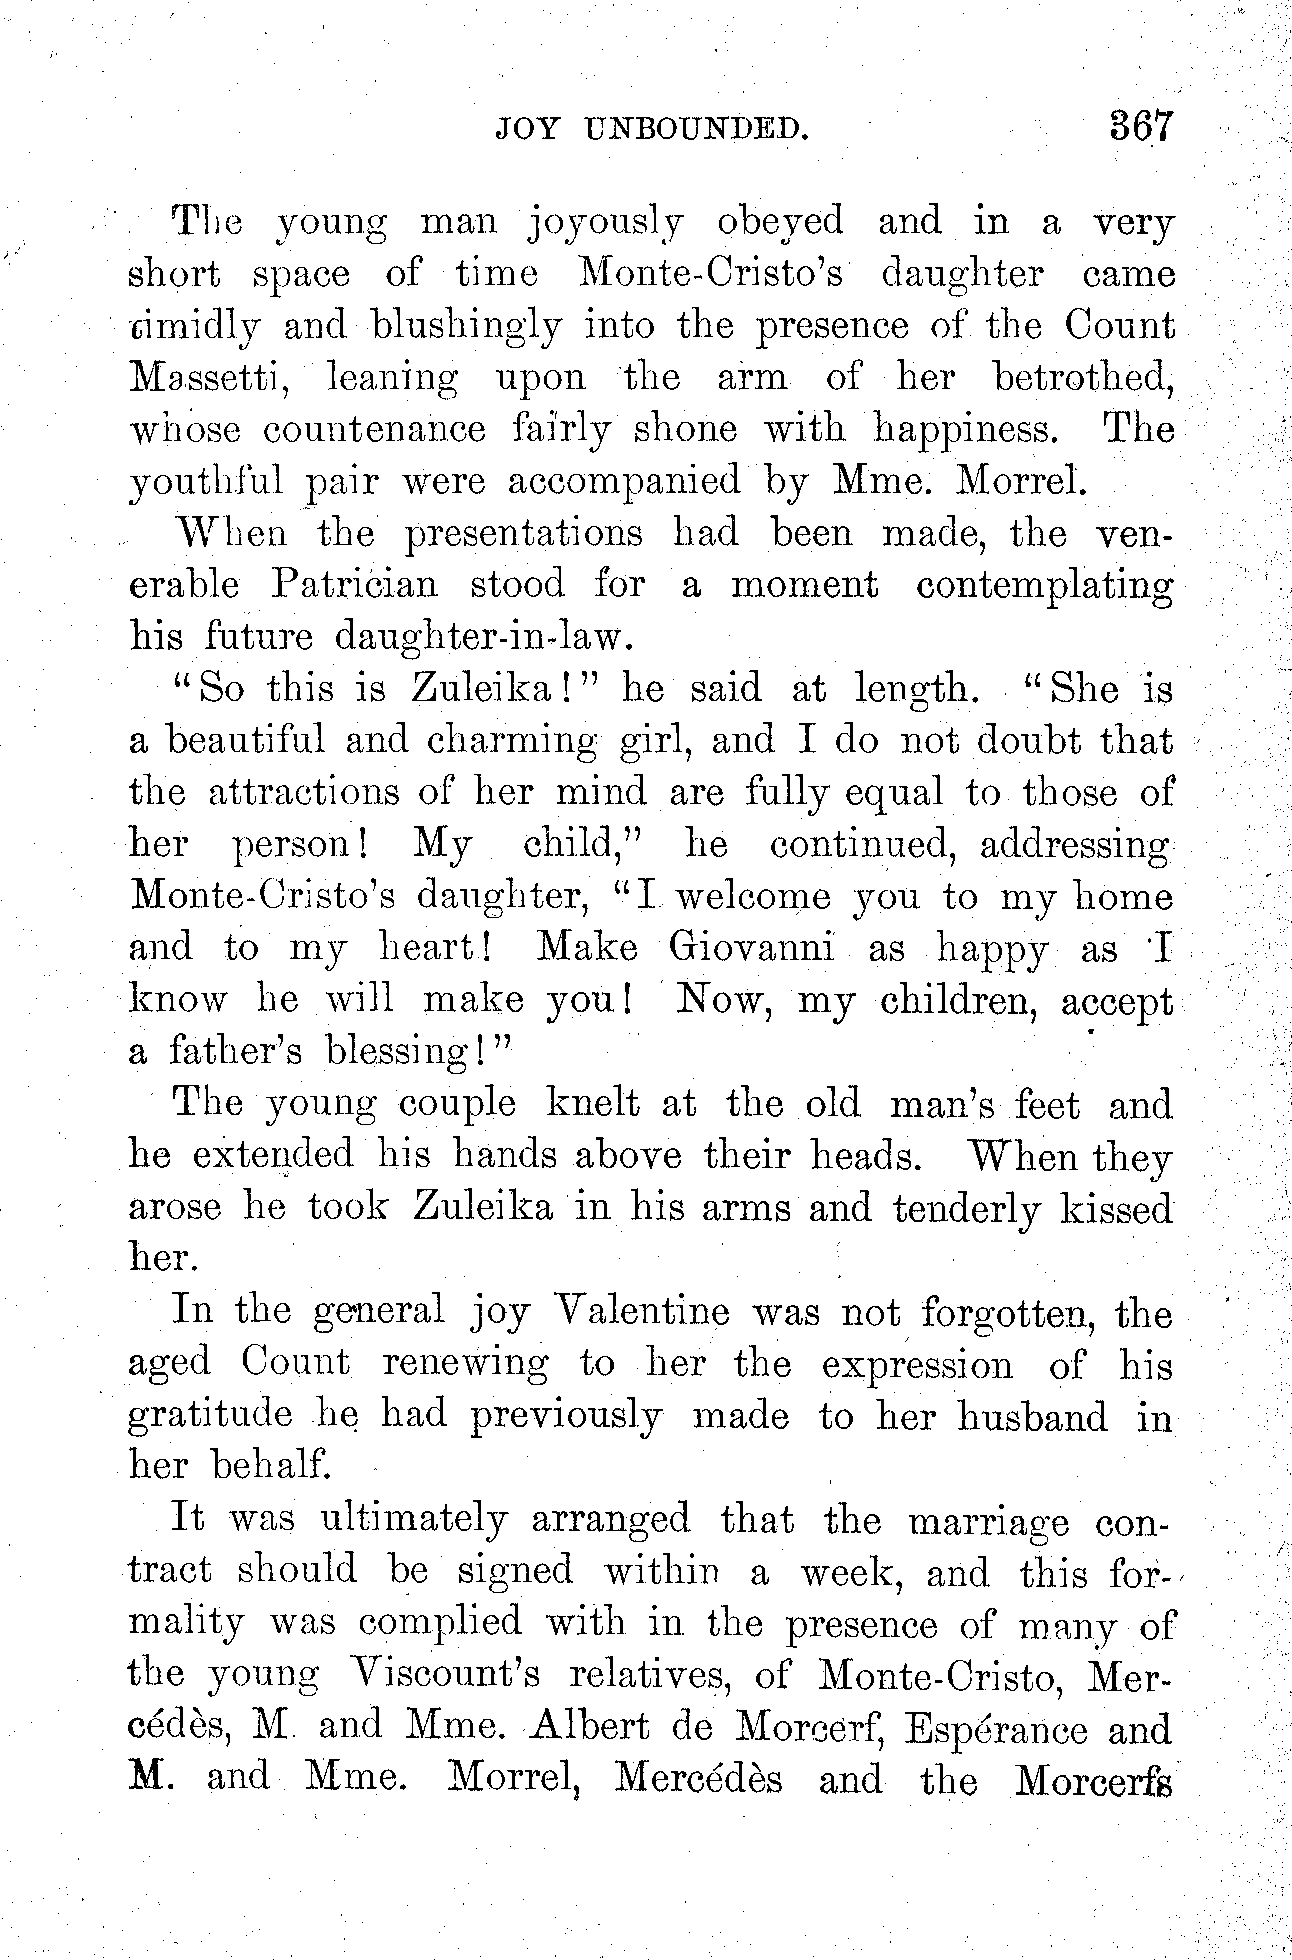 JOY UNBOUNDED. 367
The young man joyously obeyed and in a very
short space of time Monte-Cristo's daughter came
timidly and blushingly into the presence of the Count
Massetti, leaning upon the arm of her betrothed,
whose countenance fairly shone with happiness. The
youthful pair were accompanied by Mme. Morrel.
When the presentations had been made, the ven-
erable Patrician stood for a moment contemplating
his future daughter-in-law.
"So this is Zuleika!" he said at length. "She is
a beautiful and charming girl, and I do not doubt that
the attractions of her mind are fully equal to those of
her person! My child," he continued, addressing
Monte-Cristo's daughter, "I welcome you to my home
and to my heart! Make Giovanni as happy as I
know he will make you! Now, my children, accept
a father's blessing!"
The young couple knelt at the old man's feet and
he extended his hands above their heads. When they
arose he took Zuleika in his arms and tenderly kissed
her.
In the general joy Valentine was not forgotten, the
aged Count renewing to her the expression of his
gratitude he had previously made to her husband in
her behalf.
It was ultimately arranged that the marriage con-
tract should be signed within a week, and this for-
mality was complied with in the presence of many of
the young Viscount's relatives, of Monte-Cristo, Mer-
cédès, M. and Mme. Albert de Morcerf, Espérance and
M. and Mme. Morrel, Mercédès and the Morcerfs